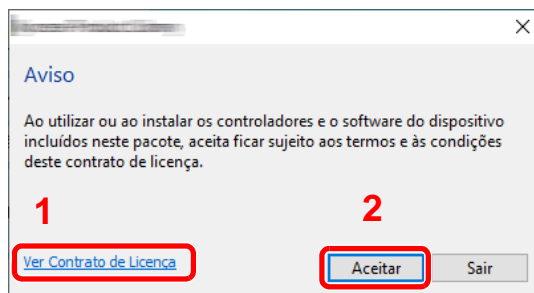 Aviso
Ao utilizar ou ao instalar os controladores e o software do dispositivo
incluídos neste pacote, aceita ficar sujeito aos termos e às condições
deste contrato de licença.
1
2
Ver Contrato de Licença
Aceitar
Sair